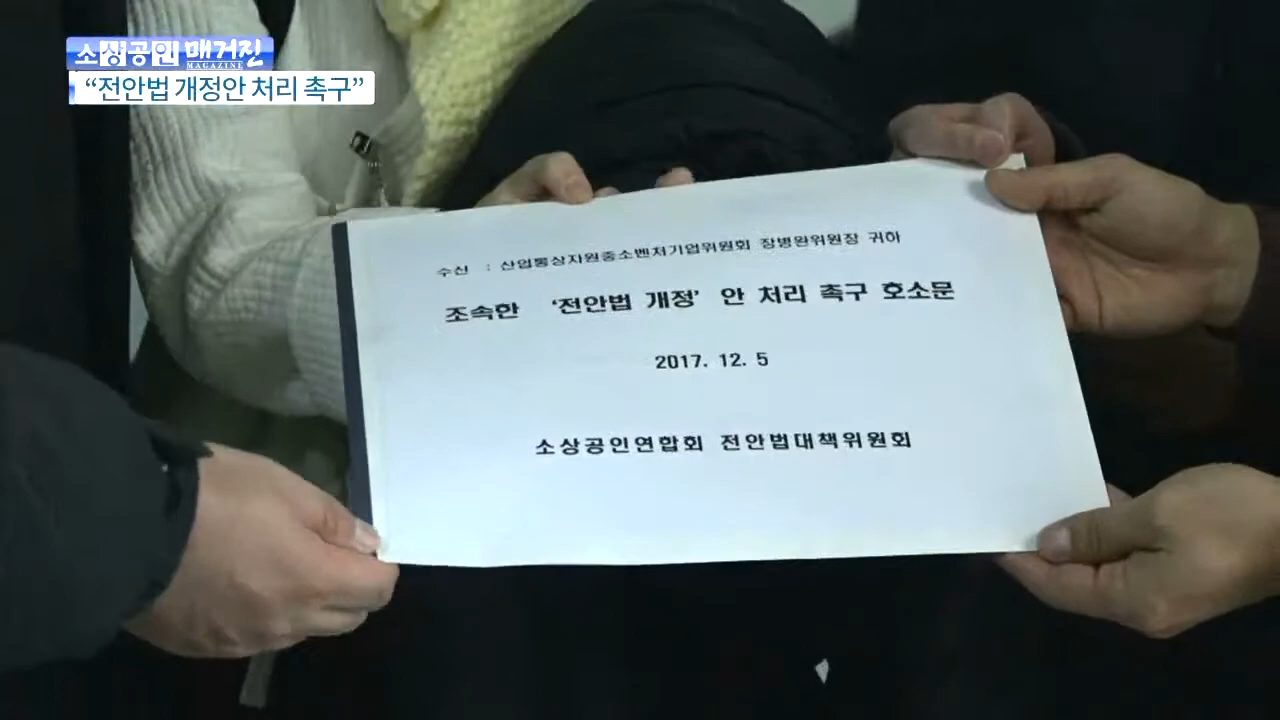 소상공인 매거진
MAGAZINE
“전안법 개정안 처리 촉구”
수신 : 산업통상자원중소벤처기업위원회 장병완위원장 귀하
조속한 ‘전안법 개정’ 안 처리 촉구 호소문
2017. 12. 5
소상공인연합회 전안법대책위원회